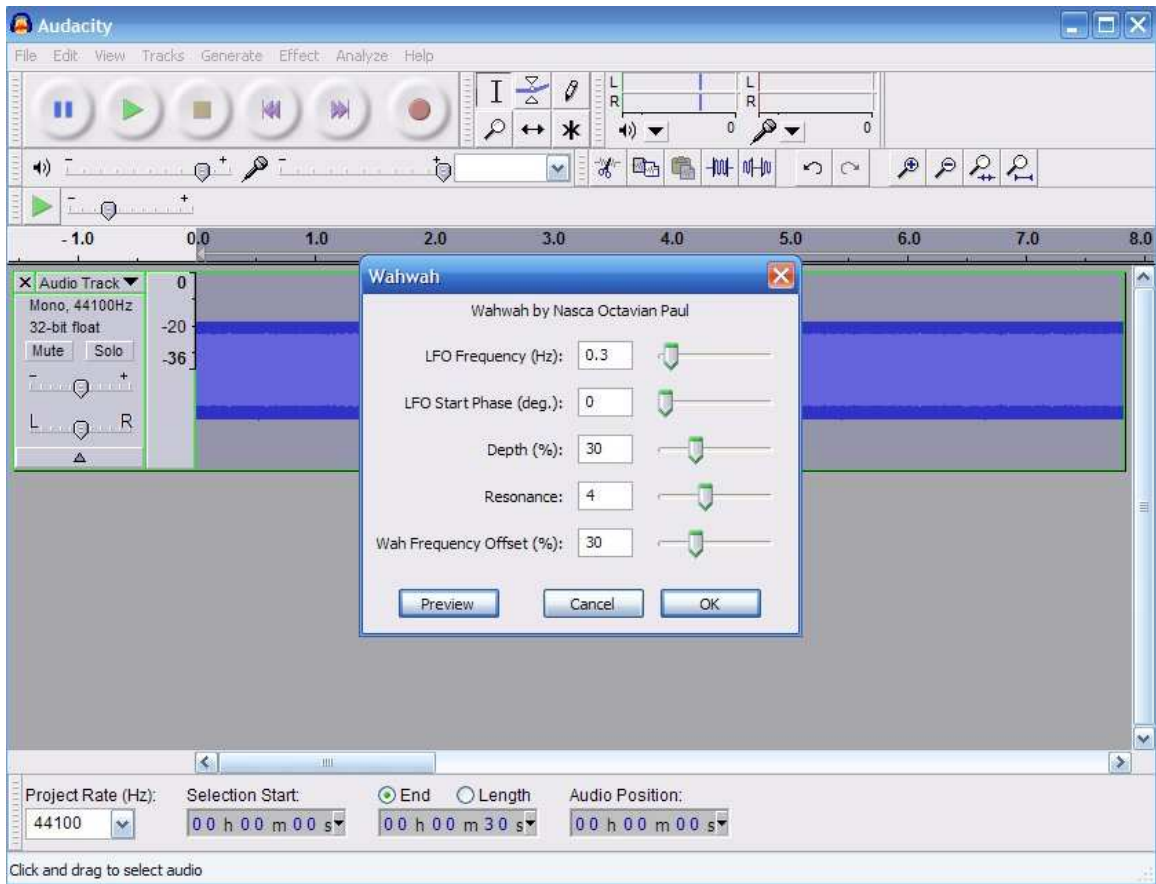 Audacity
File Edit View Tracks Generate Effect Analyze Help
L L
R R
0 0
- + -
- +
- 1.0 0.0 1.0 2.0 3.0 4.0 5.0 6.0 7.0 8.0
Audio Track
Mono, 44100Hz
32-bit float
Mute Solo
- +
L R
0
-20
-36
Wahwah
Wahwah by Nasca Octavian Paul
LFO Frequency (Hz): 0.3
LFO Start Phase (deg.): 0
Depth (%): 30
Resonance: 4
Wah Frequency Offset (%): 30
Preview Cancel OK
Project Rate (Hz): Selection Start: End Length Audio Position:
44100 00 h 00 m 00 s 00 h 00 m 30 s 00 h 00 m 00 s
Click and drag to select audio